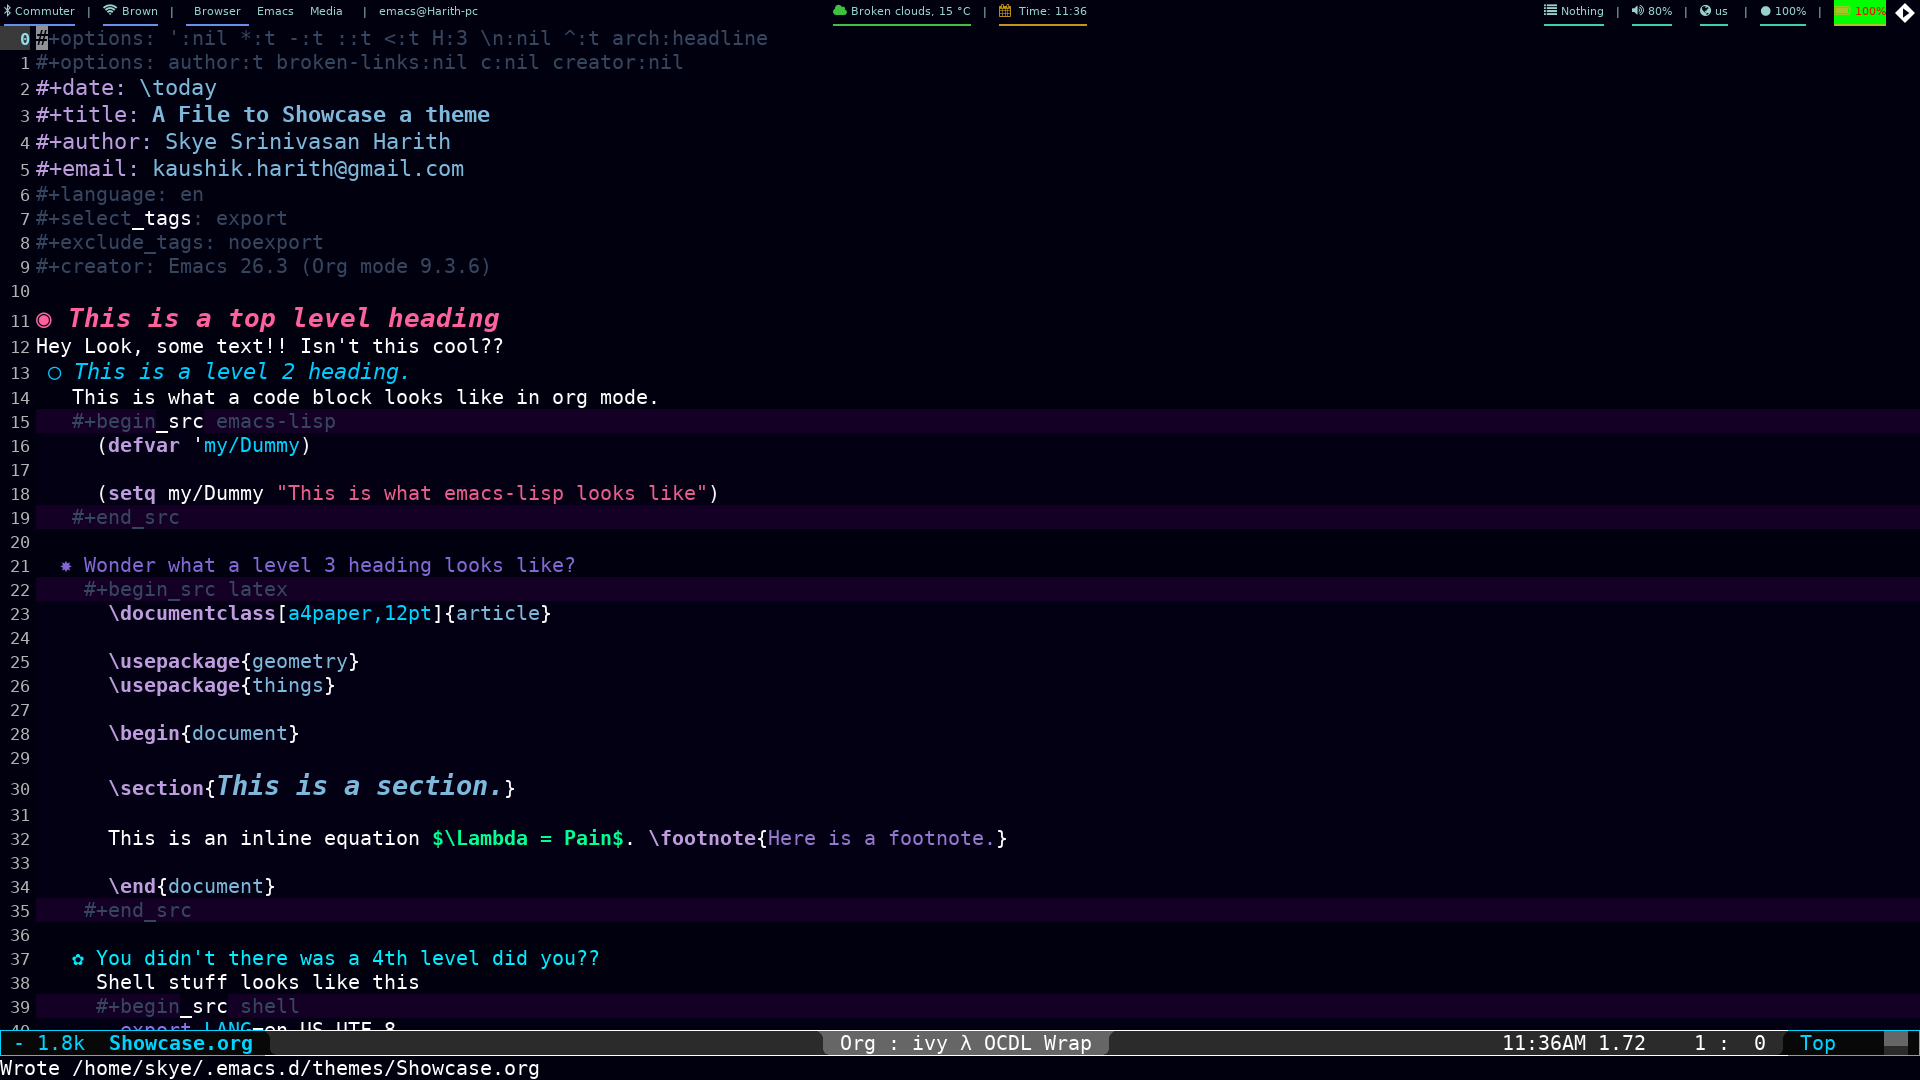 Commuter | Brown | Browser Emacs Media | emacs@Harith-pc Broken clouds, 15 °C | Time: 11:36 Nothing | 80% | us | 100% | 100%
0 #+options: ':nil *:t -:t ::t <:t H:3 \n:nil ^:t arch:headline
1 #+options: author:t broken-links:nil c:nil creator:nil
2 #+date: \today
3 #+title: A File to Showcase a theme
4 #+author: Skye Srinivasan Harith
5 #+email: kaushik.harith@gmail.com
6 #+language: en
7 #+select_tags: export
8 #+exclude_tags: noexport
9 #+creator: Emacs 26.3 (Org mode 9.3.6)
10
11 ◉ This is a top level heading
12 Hey Look, some text!! Isn't this cool??
13 ○ This is a level 2 heading.
14 This is what a code block looks like in org mode.
15 #+begin_src emacs-lisp
16 (defvar 'my/Dummy)
17
18 (setq my/Dummy "This is what emacs-lisp looks like")
19 #+end_src
20
21 ✸ Wonder what a level 3 heading looks like?
22 #+begin_src latex
23 \documentclass[a4paper,12pt]{article}
24
25 \usepackage{geometry}
26 \usepackage{things}
27
28 \begin{document}
29
30 \section{This is a section.}
31
32 This is an inline equation $\Lambda = Pain$. \footnote{Here is a footnote.}
33
34 \end{document}
35 #+end_src
36
37 ✿ You didn't there was a 4th level did you??
38 Shell stuff looks like this
39 #+begin_src shell
40 export LANG=en_US.UTF-8
- 1.8k Showcase.org Org : ivy λ OCDL Wrap 11:36AM 1.72 1 : 0 Top
Wrote /home/skye/.emacs.d/themes/Showcase.org